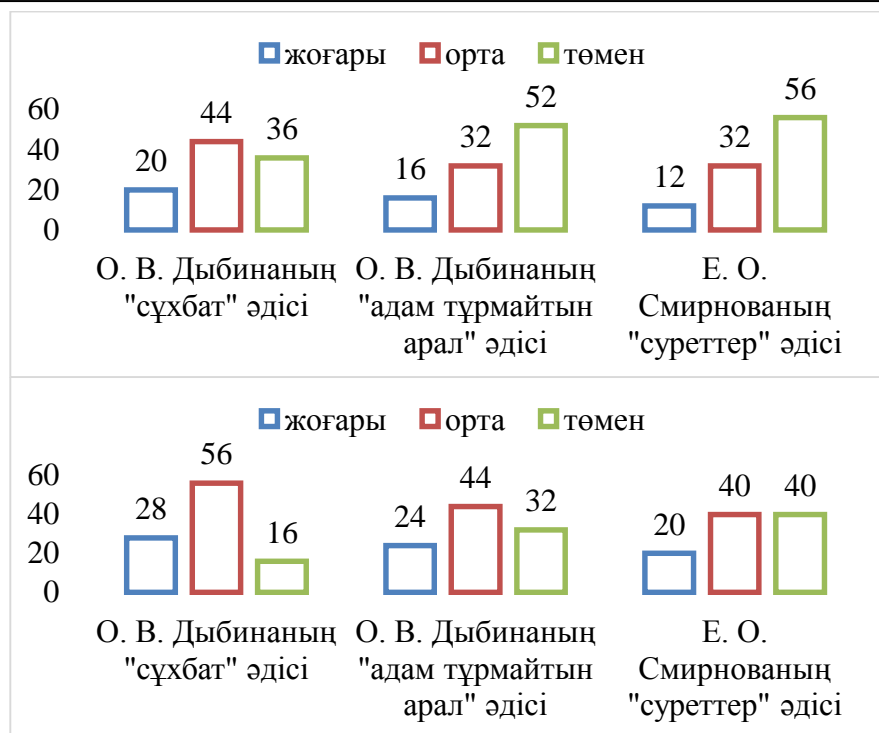 жоғары орта төмен
60
40
20
0
20 44 36 16 32 52 12 32 56
О. В. Дыбинаның "сұхбат" әдісі
О. В. Дыбинаның "адам тұрмайтын арал" әдісі
Е. О. Смирнованың "суреттер" әдісі
жоғары орта төмен
60
40
20
0
28 56 16 24 44 32 20 40 40
О. В. Дыбинаның "сұхбат" әдісі
О. В. Дыбинаның "адам тұрмайтын арал" әдісі
Е. О. Смирнованың "суреттер" әдісі